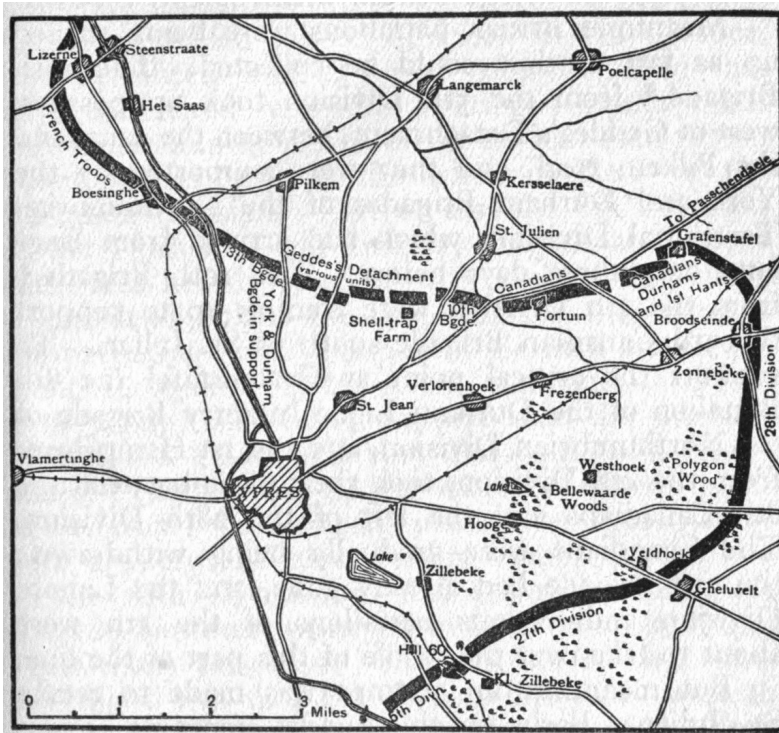 Lizerne
Steenstraate
Poelcapelle
Het Saas
Langemarck
French Troops
Pilkem
Kersselaere
Boesinghe
To Passchendaele
St. Julien
Grafenstafel
13th Bgde.
Geddes's Detachment
(various units)
Canadians
Canadians
Durhams
and 1st Hants
York & Durham
Bgde. in support
10th
Bgde.
Fortuin
Shell-trap
Farm
Broodseinde
Zonnebeke
28th Division
Verlorenhoek
Frezenberg
St. Jean
Vlamertinghe
YPRES
Westhoek
Polygon
Wood
Lake
Bellewaarde
Woods
Hooge
Lake
Zillebeke
Veldhoek
Gheluvelt
27th Division
Hill 60
Kl. Zillebeke
5th Div.
0 1 3
Miles